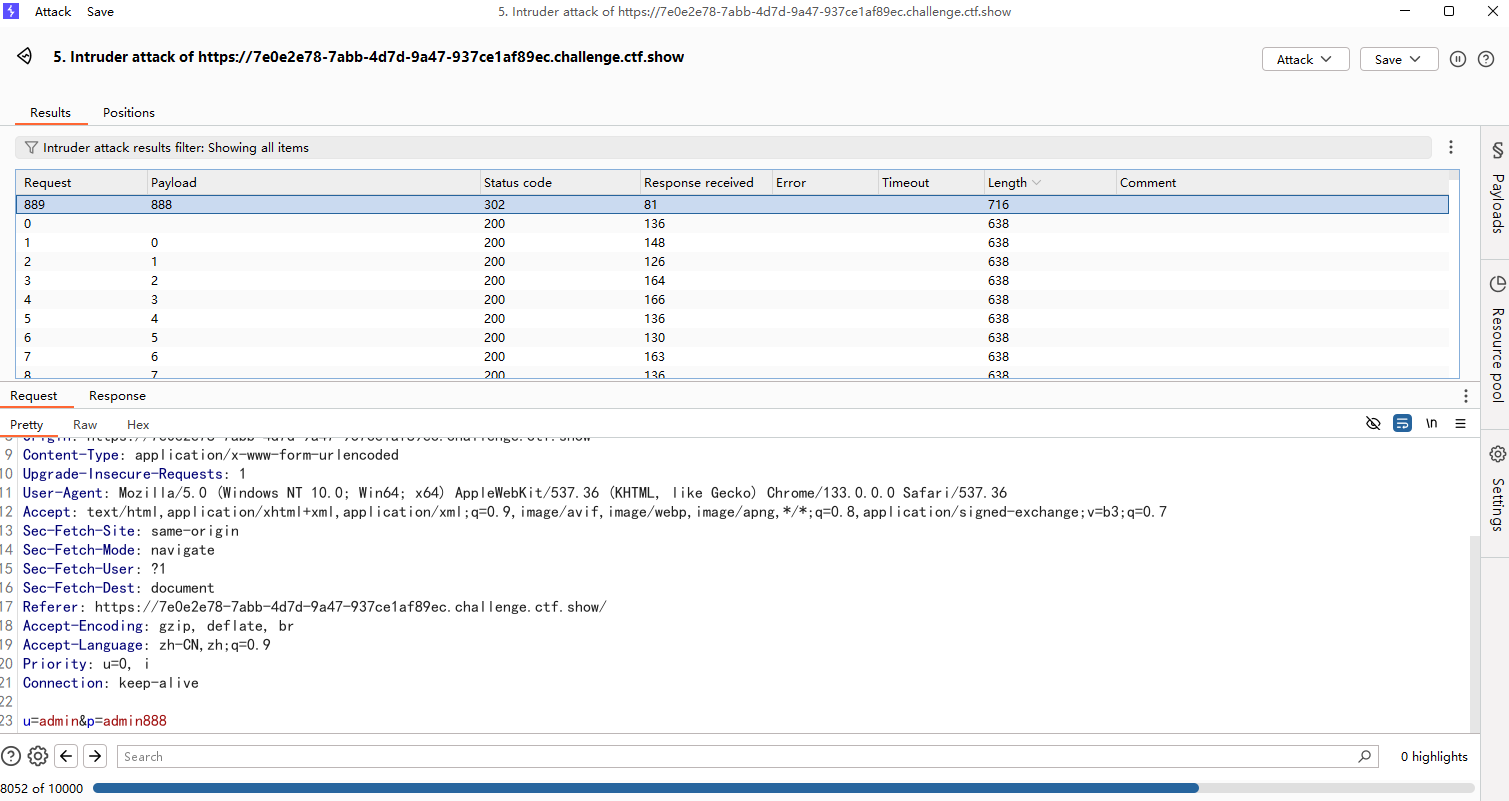 Attack Save 5. Intruder attack of https://7e0e2e78-7abb-4d7d-9a47-937ce1af89ec.challenge.ctf.show
5. Intruder attack of https://7e0e2e78-7abb-4d7d-9a47-937ce1af89ec.challenge.ctf.show
Attack Save
Results Positions
Intruder attack results filter: Showing all items
Request Payload Status code Response received Error Timeout Length Comment
889 888 302 81 716
0 200 136 638
1 0 200 148 638
2 1 200 126 638
3 2 200 164 638
4 3 200 166 638
5 4 200 136 638
6 5 200 130 638
7 6 200 163 638
8 7 200 136 638
Payloads
Resource pool
Settings
Request Response
Pretty Raw Hex
\n
8 Origin: https://7e0e2e78-7abb-4d7d-9a47-937ce1af89ec.challenge.ctf.show
9 Content-Type: application/x-www-form-urlencoded
10 Upgrade-Insecure-Requests: 1
11 User-Agent: Mozilla/5.0 (Windows NT 10.0; Win64; x64) AppleWebKit/537.36 (KHTML, like Gecko) Chrome/133.0.0.0 Safari/537.36
12 Accept: text/html,application/xhtml+xml,application/xml;q=0.9,image/avif,image/webp,image/apng,*/*;q=0.8,application/signed-exchange;v=b3;q=0.7
13 Sec-Fetch-Site: same-origin
14 Sec-Fetch-Mode: navigate
15 Sec-Fetch-User: ?1
16 Sec-Fetch-Dest: document
17 Referer: https://7e0e2e78-7abb-4d7d-9a47-937ce1af89ec.challenge.ctf.show/
18 Accept-Encoding: gzip, deflate, br
19 Accept-Language: zh-CN,zh;q=0.9
20 Priority: u=0, i
21 Connection: keep-alive
22
23 u=admin&p=admin888
Search 0 highlights
8052 of 10000